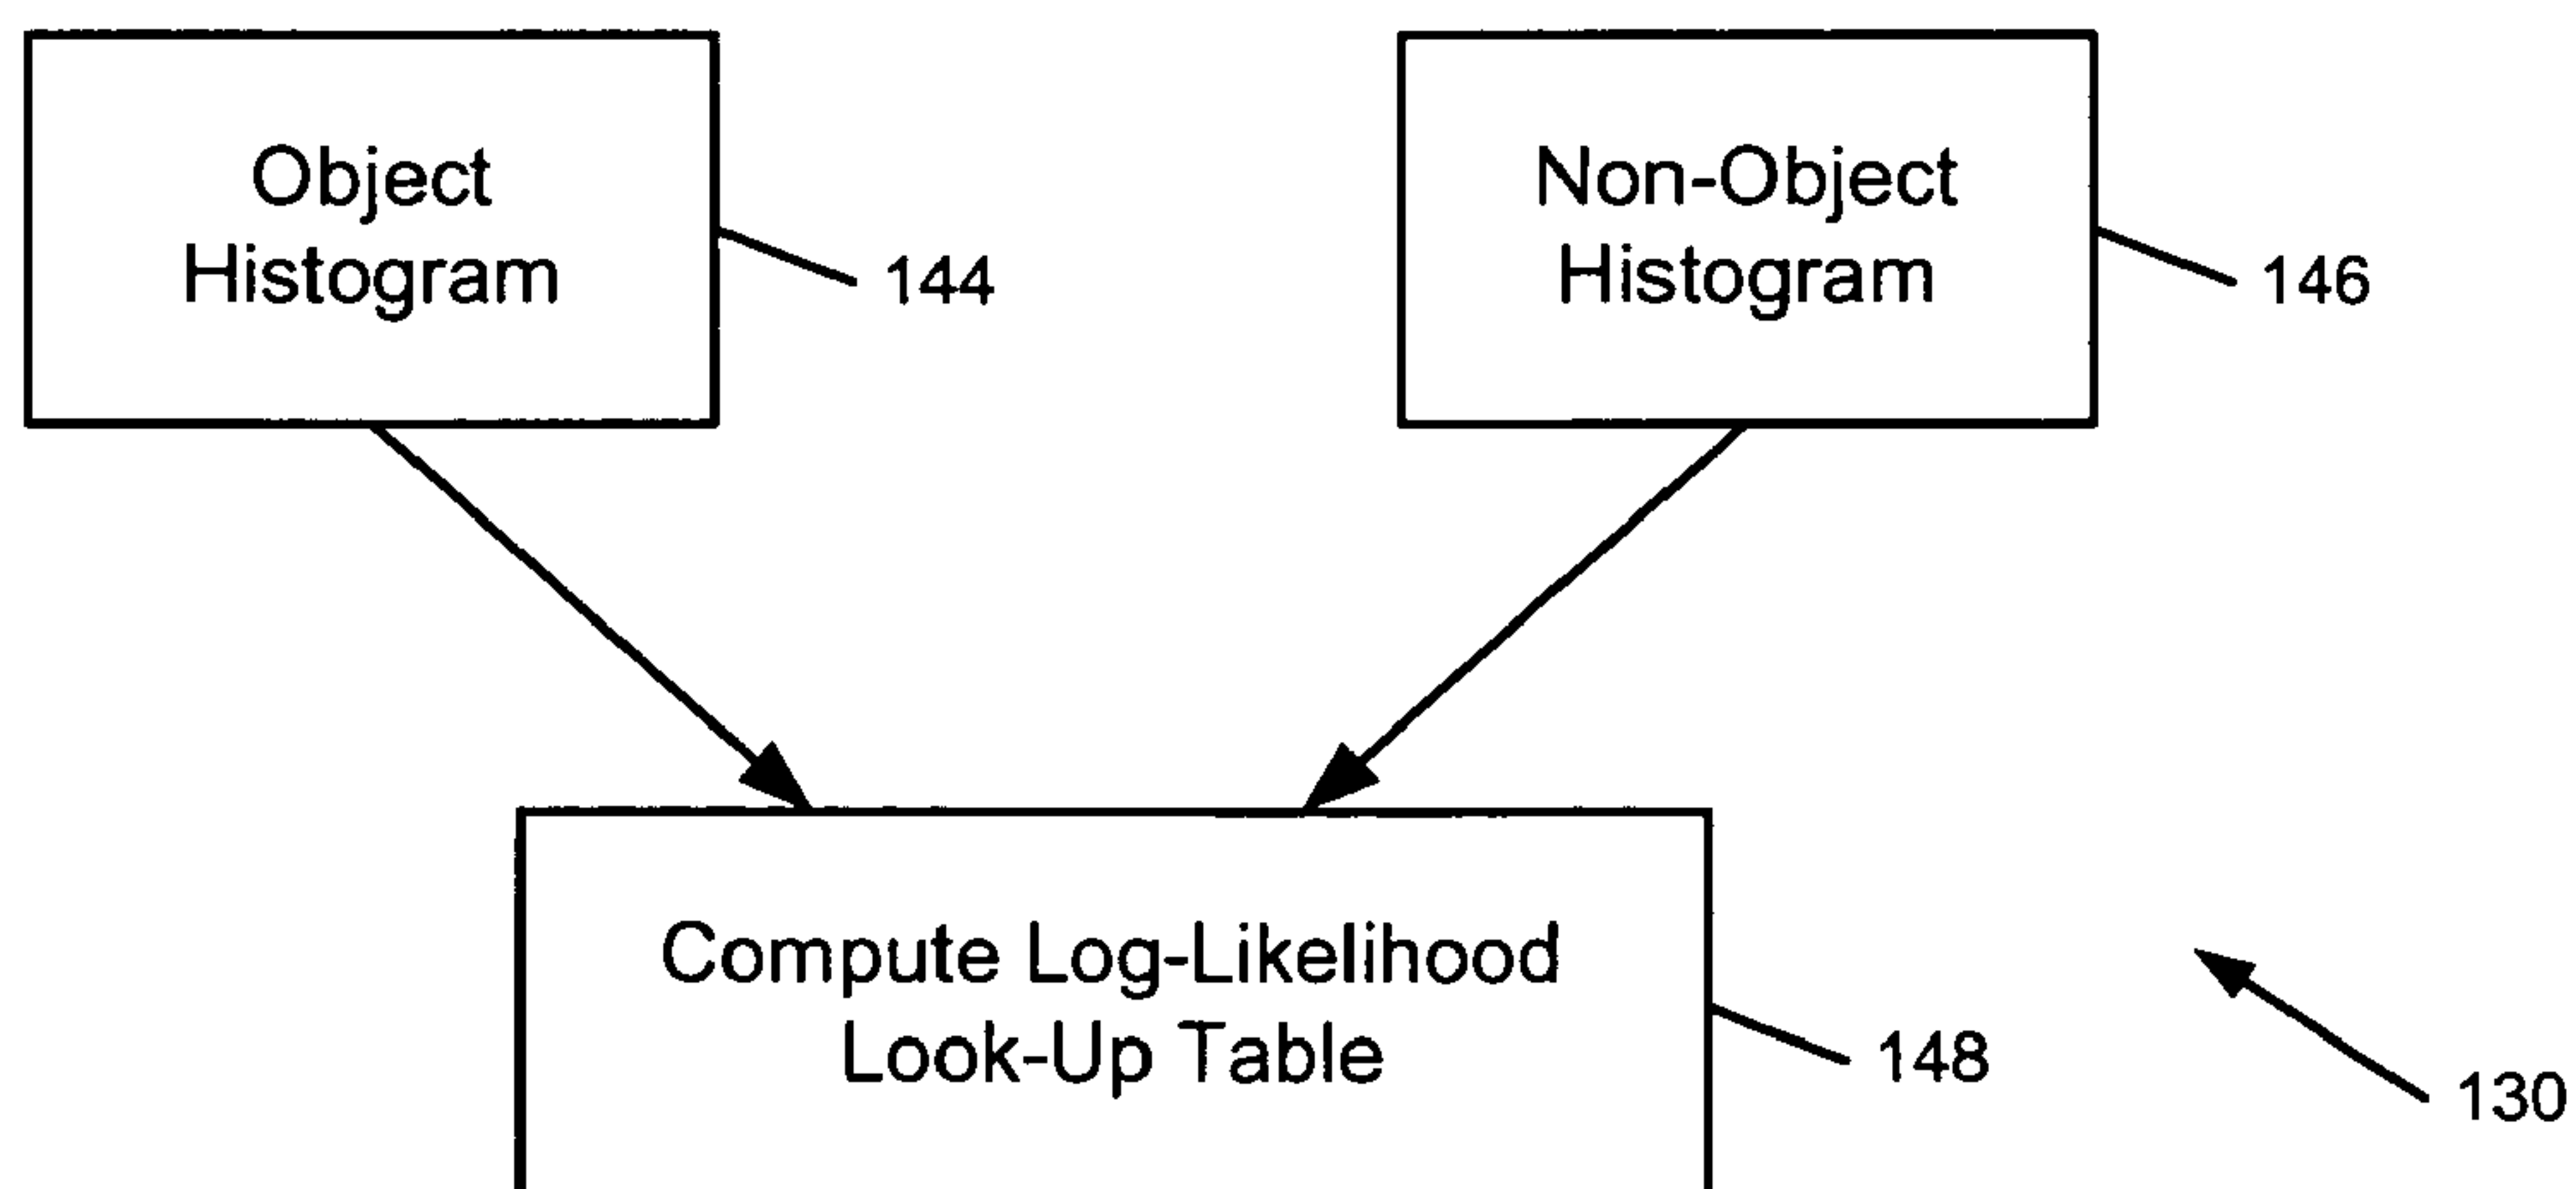 Object
Histogram
144
Non-Object
Histogram
146
Compute Log-Likelihood
Look-Up Table
148
130